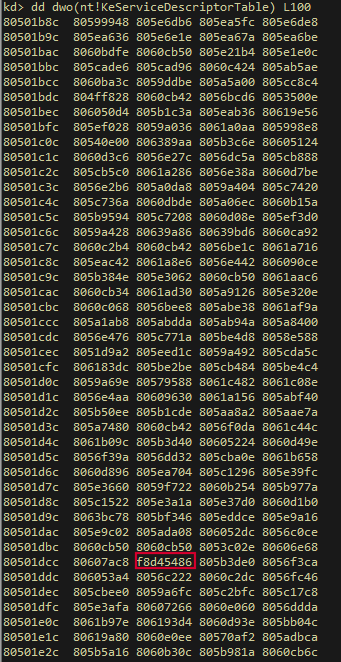 kd> dd dwo(nt!KeServiceDescriptorTable) L100
80501b8c 80599948 805e6db6 805ea5fc 805e6de8
80501b9c 805ea636 805e6e1e 805ea67a 805ea6be
80501bac 8060bdfe 8060cb50 805e21b4 805e1e0c
80501bbc 805cade6 805cad96 8060c424 805ab5ae
80501bcc 8060ba3c 8059ddbe 805a5a00 805cc8c4
80501bdc 804ff828 8060cb42 8056bcd6 8053500e
80501bec 806050d4 805b1c3a 805eab36 80619e56
80501bfc 805ef028 8059a036 8061a0aa 805998e8
80501c0c 80540e00 806389aa 805b3c6e 80605124
80501c1c 8060d3c6 8056e27c 8056dc5a 805cb888
80501c2c 805cb5c0 8061a286 8056e38a 8060d7be
80501c3c 8056e2b6 805a0da8 8059a404 805c7420
80501c4c 805c736a 8060dbde 805a06ec 8060b15a
80501c5c 805b9594 805c7208 8060d08e 805ef3d0
80501c6c 8059a428 80639a86 80639bd6 8060ca92
80501c7c 8060c2b4 8060cb42 8056be1c 8061a716
80501c8c 805eac42 8061a8e6 8056e442 806090ce
80501c9c 805b384e 805e3062 8060cb50 8061aac6
80501cac 8060cb34 8061ad30 805a9126 805e320e
80501cbc 8060c068 8056bee8 805abe38 8061af9a
80501ccc 805a1ab8 805abdda 805ab94a 805a8400
80501cdc 8056e476 805c771a 805be4d8 8058e588
80501cec 8051d9a2 805eed1c 8059a492 805cda5c
80501cfc 806183dc 805be2be 805cb484 805be4c4
80501d0c 8059a69e 80579588 8061c482 8061c08e
80501d1c 8056e4aa 80609630 8061a156 805abf40
80501d2c 805b50ee 805b1cde 805aa8a2 805aae7a
80501d3c 805a7480 8060cb42 8056f0da 8061c44c
80501d4c 8061b09c 805b3d40 80605224 8060d49e
80501d5c 8056f39a 8056dd32 805cba0e 8061b658
80501d6c 8060d896 805ea704 805c1296 805e39fc
80501d7c 805e3660 8059f722 8060b254 805b977a
80501d8c 805c1522 805e3a1a 805e37d0 8060d1b0
80501d9c 8063bc78 805bf346 805eddce 805e9a16
80501dac 805e9c02 805ada08 806052dc 8056c0ce
80501dbc 8060cb50 8060cb50 8053c02e 80606e68
80501dcc 80607ac8 f8d45486 805b3de0 8056f3ca
80501ddc 806053a4 8056c222 8060c2dc 8056fc46
80501dec 805cbee0 8059a6fc 805c2bfc 805c17c8
80501dfc 805e3afa 80607266 8060e060 8056ddda
80501e0c 8061b97e 806193d4 8060d93e 805bb04c
80501e1c 80619a80 8060e0ee 80570af2 805adbca
80501e2c 805b5a16 8060b30c 805b981a 8060cb6c